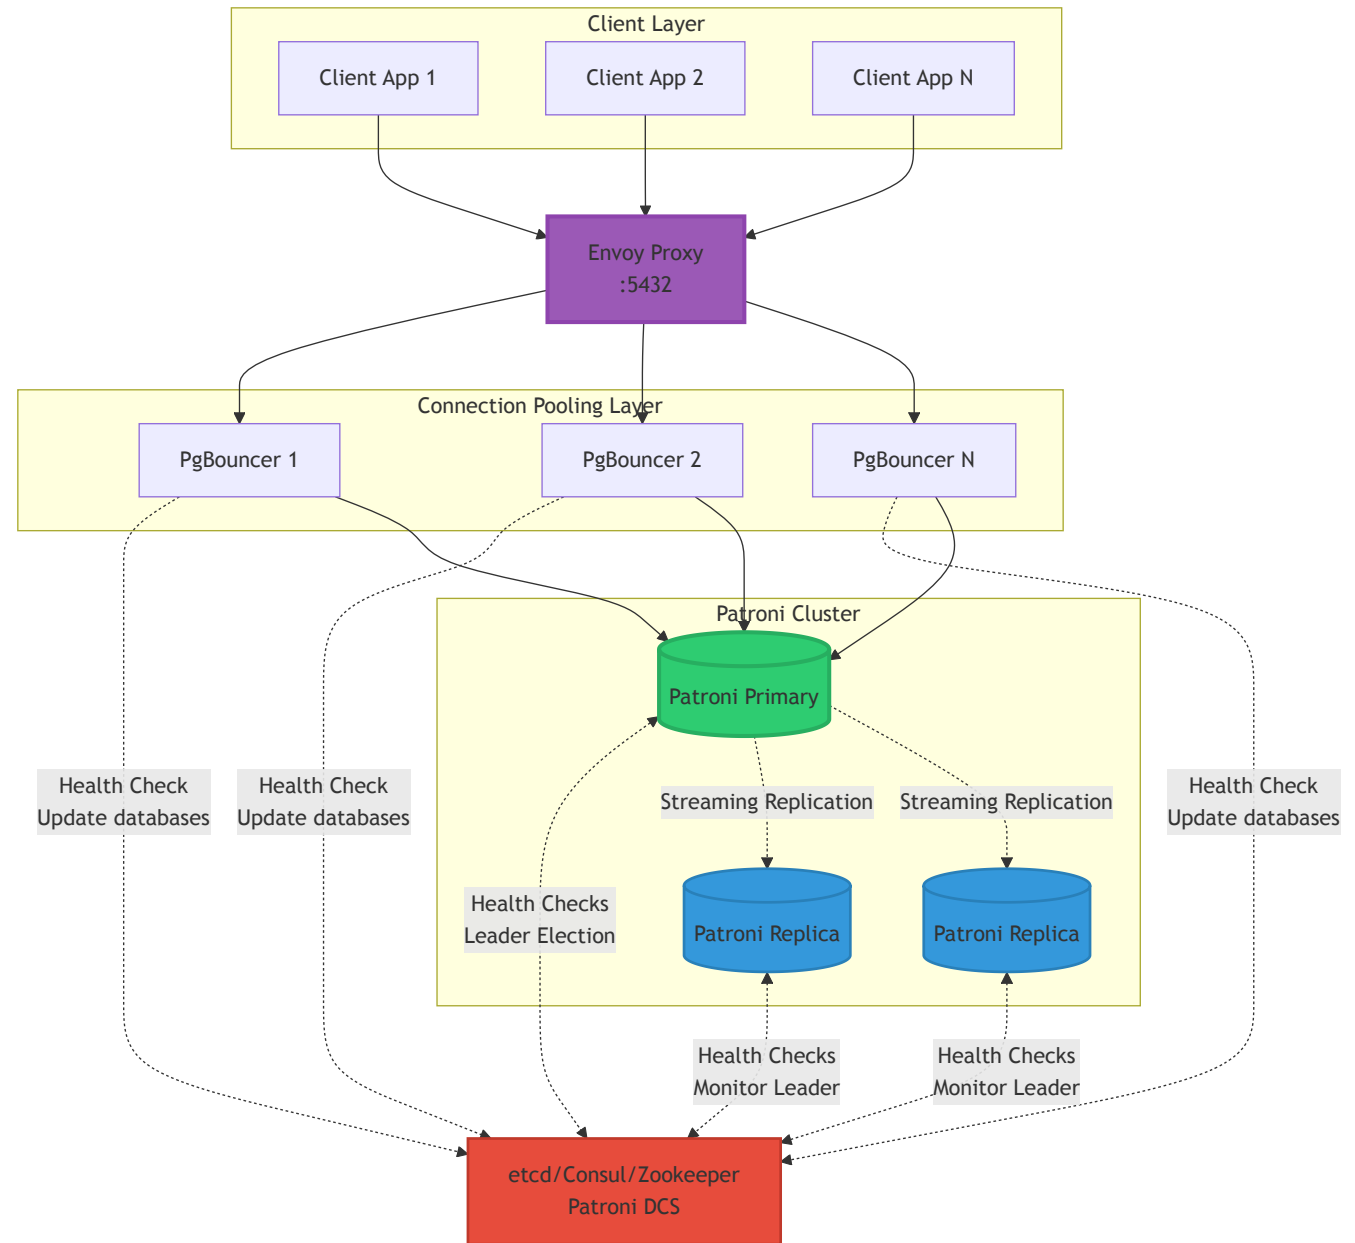 Client Layer
Client App 1
Client App 2
Client App N
Envoy Proxy
:5432
Connection Pooling Layer
PgBouncer 1
PgBouncer 2
PgBouncer N
Patroni Cluster
Patroni Primary
Health Check
Update databases
Health Check
Update databases
Streaming Replication
Streaming Replication
Health Check
Update databases
Health Checks
Leader Election
Patroni Replica
Patroni Replica
Health Checks
Monitor Leader
Health Checks
Monitor Leader
etcd/Consul/Zookeeper
Patroni DCS